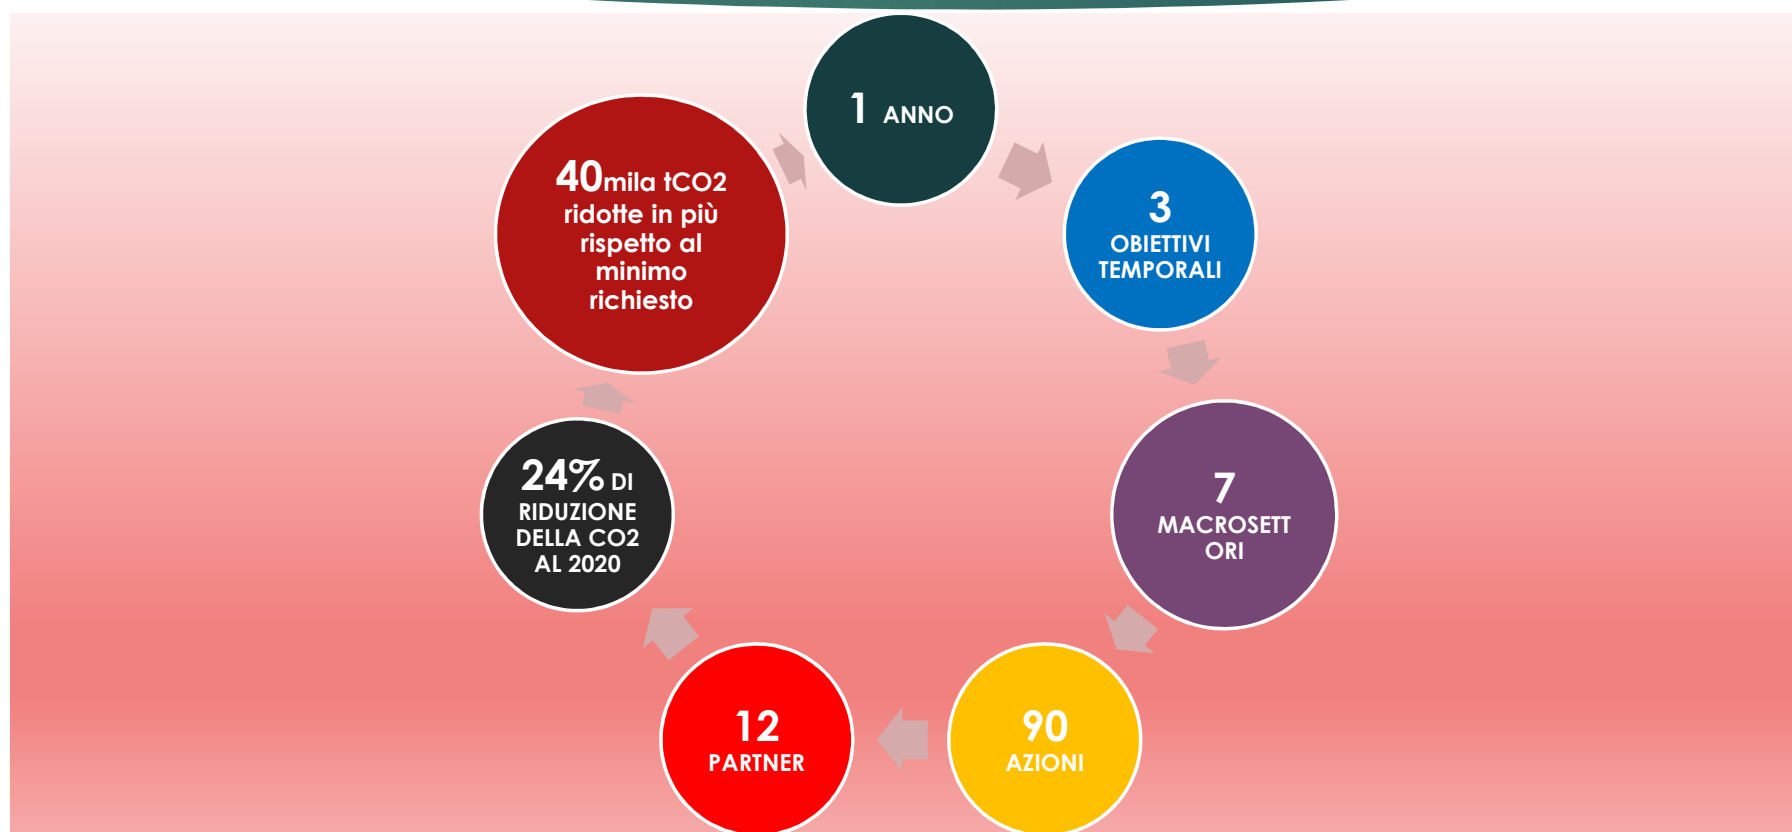 1 ANNO
3
OBIETTIVI
TEMPORALI
7
MACROSETT
ORI
90
AZIONI
12
PARTNER
24% DI
RIDUZIONE
DELLA CO2
AL 2020
40mila tCO2
ridotte in più
rispetto al
minimo
richiesto